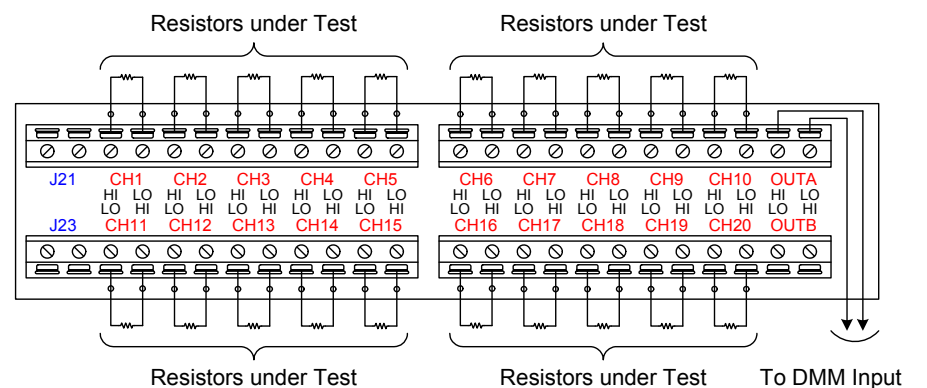 Resistors under Test Resistors under Test
J21 CH1 CH2 CH3 CH4 CH5 CH6 CH7 CH8 CH9 CH10 OUTA
HI LO HI LO HI LO HI LO HI LO HI LO HI LO HI LO HI LO HI LO HI LO
LO HI LO HI LO HI LO HI LO HI LO HI LO HI LO HI LO HI LO HI LO HI
J23 CH11 CH12 CH13 CH14 CH15 CH16 CH17 CH18 CH19 CH20 OUTB
Resistors under Test Resistors under Test To DMM Input